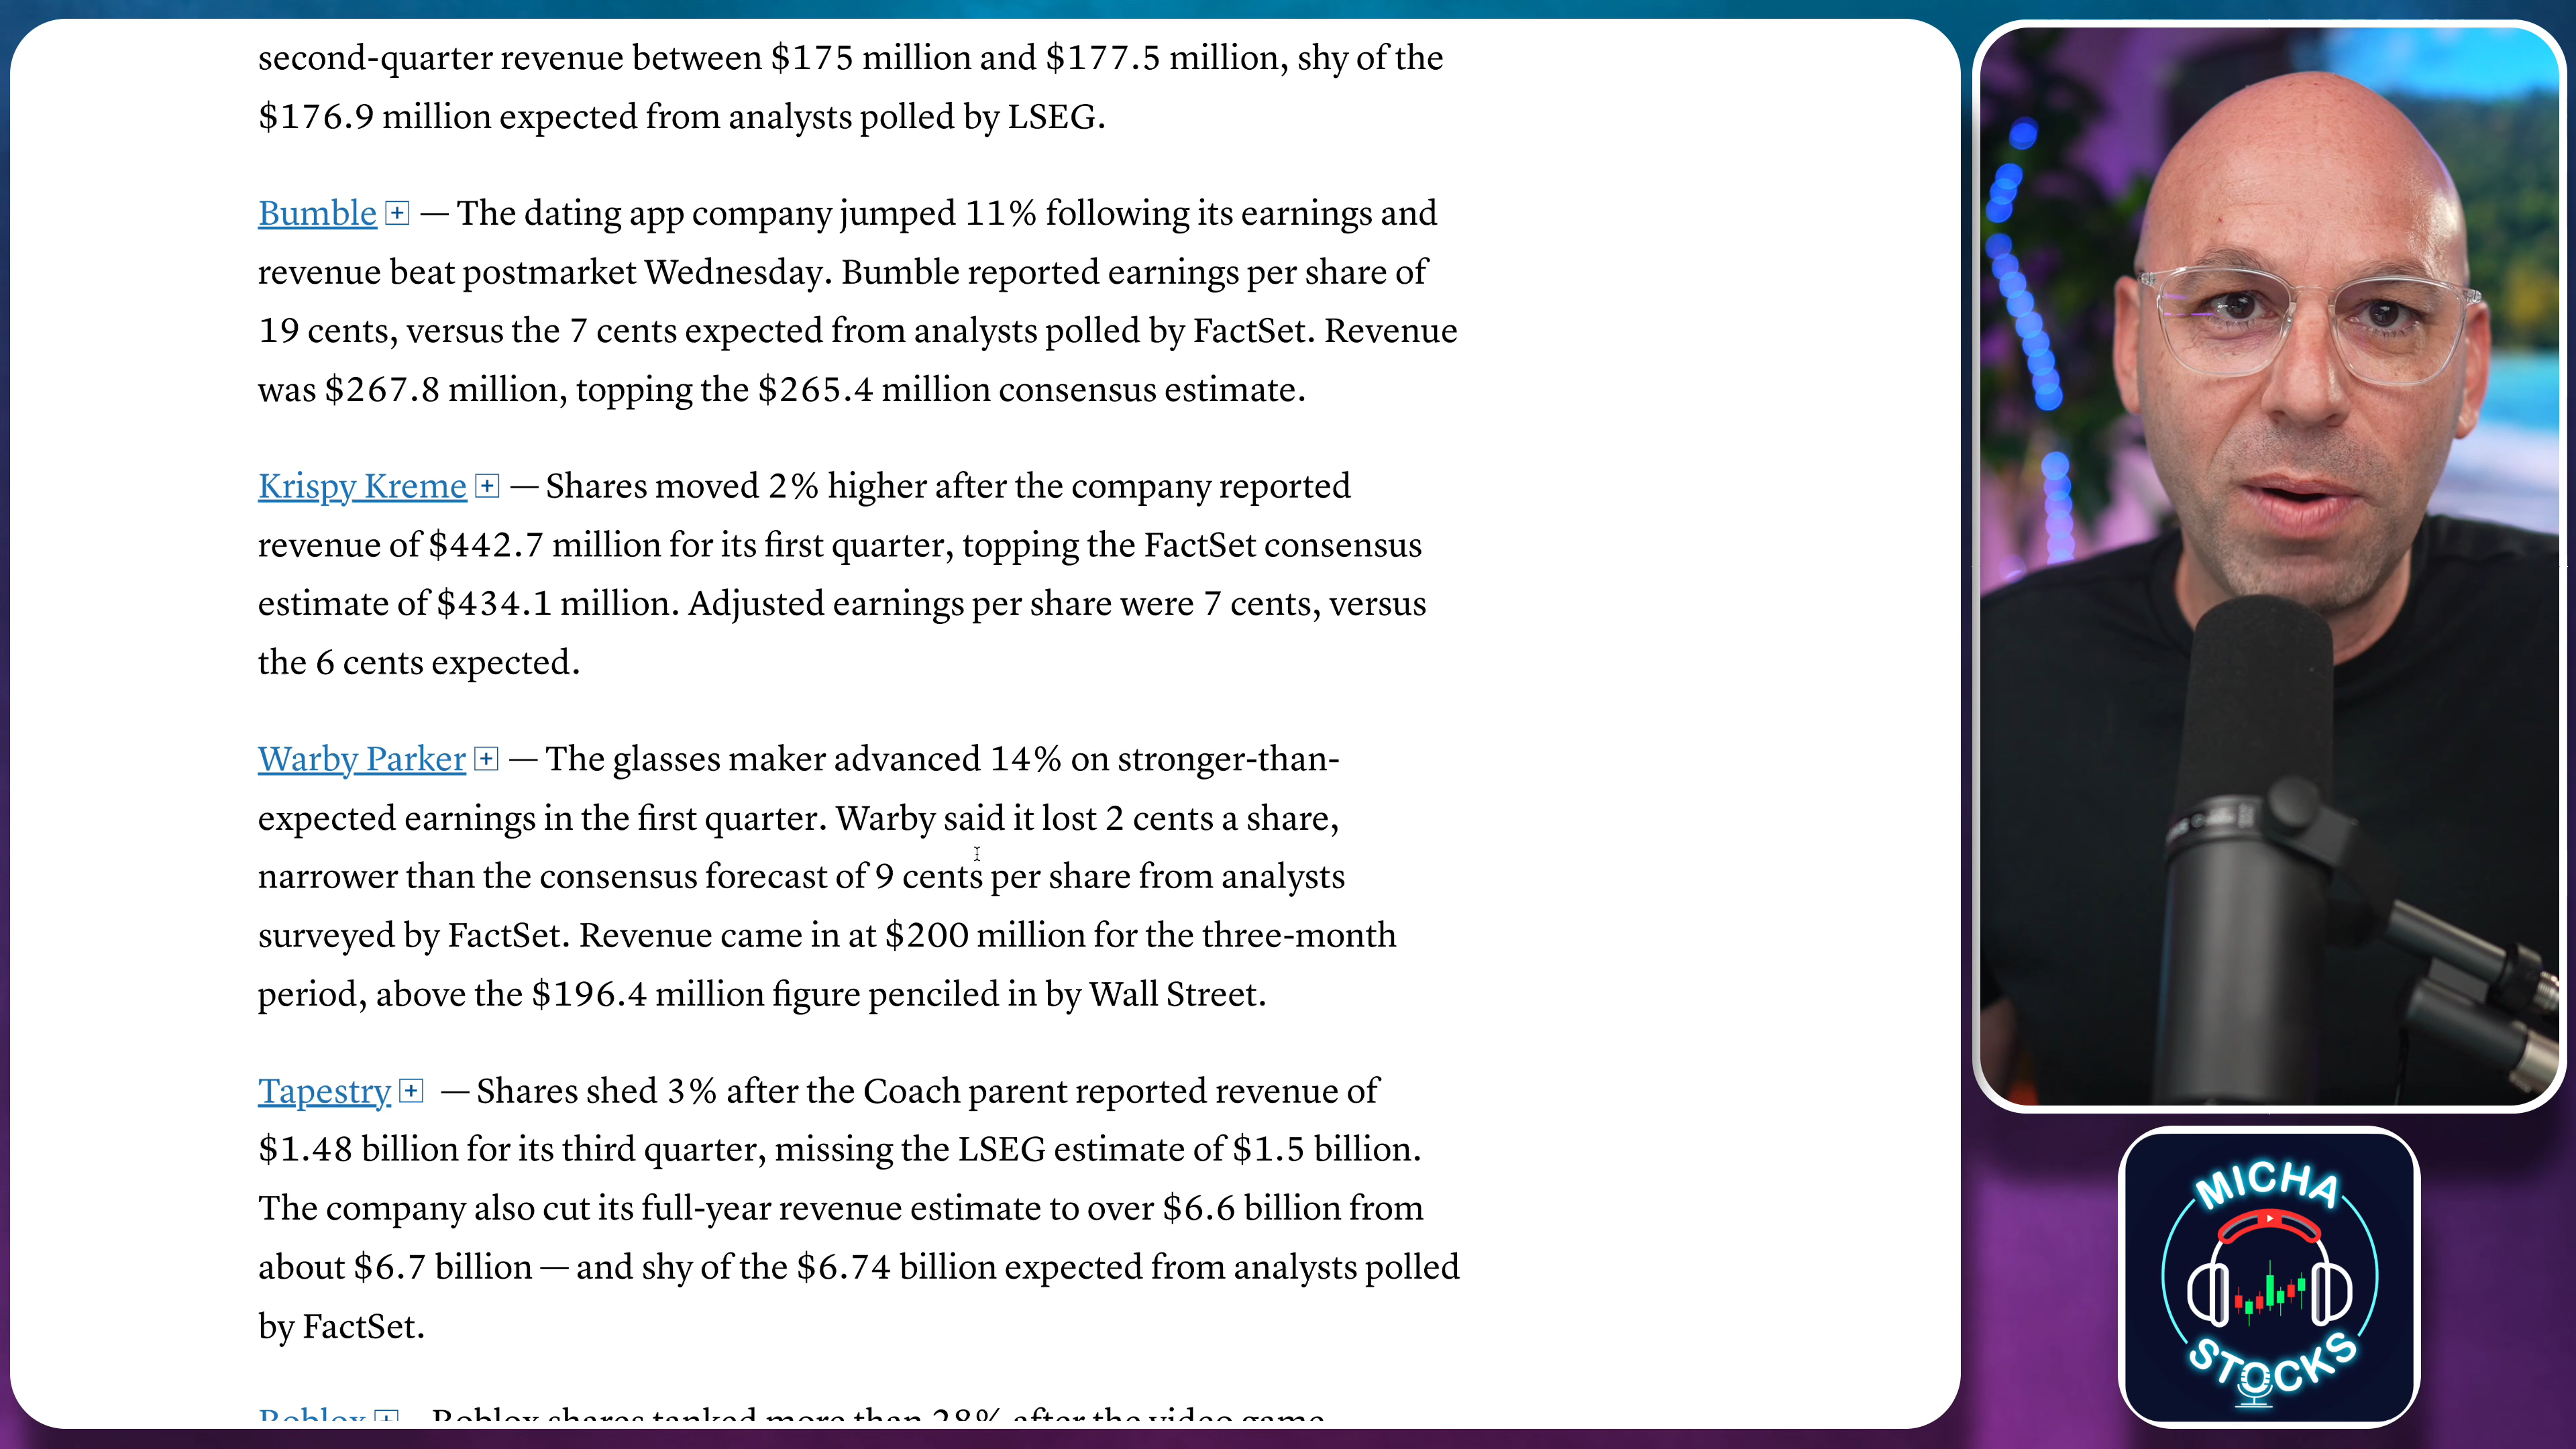 second-quarter revenue between $175 million and $177.5 million, shy of the
$176.9 million expected from analysts polled by LSEG.
Bumble + — The dating app company jumped 11% following its earnings and
revenue beat postmarket Wednesday. Bumble reported earnings per share of
19 cents, versus the 7 cents expected from analysts polled by FactSet. Revenue
was $267.8 million, topping the $265.4 million consensus estimate.
Krispy Kreme + — Shares moved 2% higher after the company reported
revenue of $442.7 million for its first quarter, topping the FactSet consensus
estimate of $434.1 million. Adjusted earnings per share were 7 cents, versus
the 6 cents expected.
Warby Parker + — The glasses maker advanced 14% on stronger-than-
expected earnings in the first quarter. Warby said it lost 2 cents a share,
narrower than the consensus forecast of 9 cents per share from analysts
surveyed by FactSet. Revenue came in at $200 million for the three-month
period, above the $196.4 million figure penciled in by Wall Street.
Tapestry + — Shares shed 3% after the Coach parent reported revenue of
$1.48 billion for its third quarter, missing the LSEG estimate of $1.5 billion.
The company also cut its full-year revenue estimate to over $6.6 billion from
about $6.7 billion — and shy of the $6.74 billion expected from analysts polled
by FactSet.
Roblox + — Roblox shares tanked more than 28% after the video game
MICHA
STOCKS